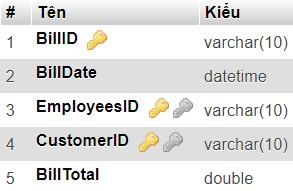 # Tên Kiểu
1 BillID varchar(10)
2 BillDate datetime
3 EmployeesID varchar(10)
4 CustomerID varchar(10)
5 BillTotal double